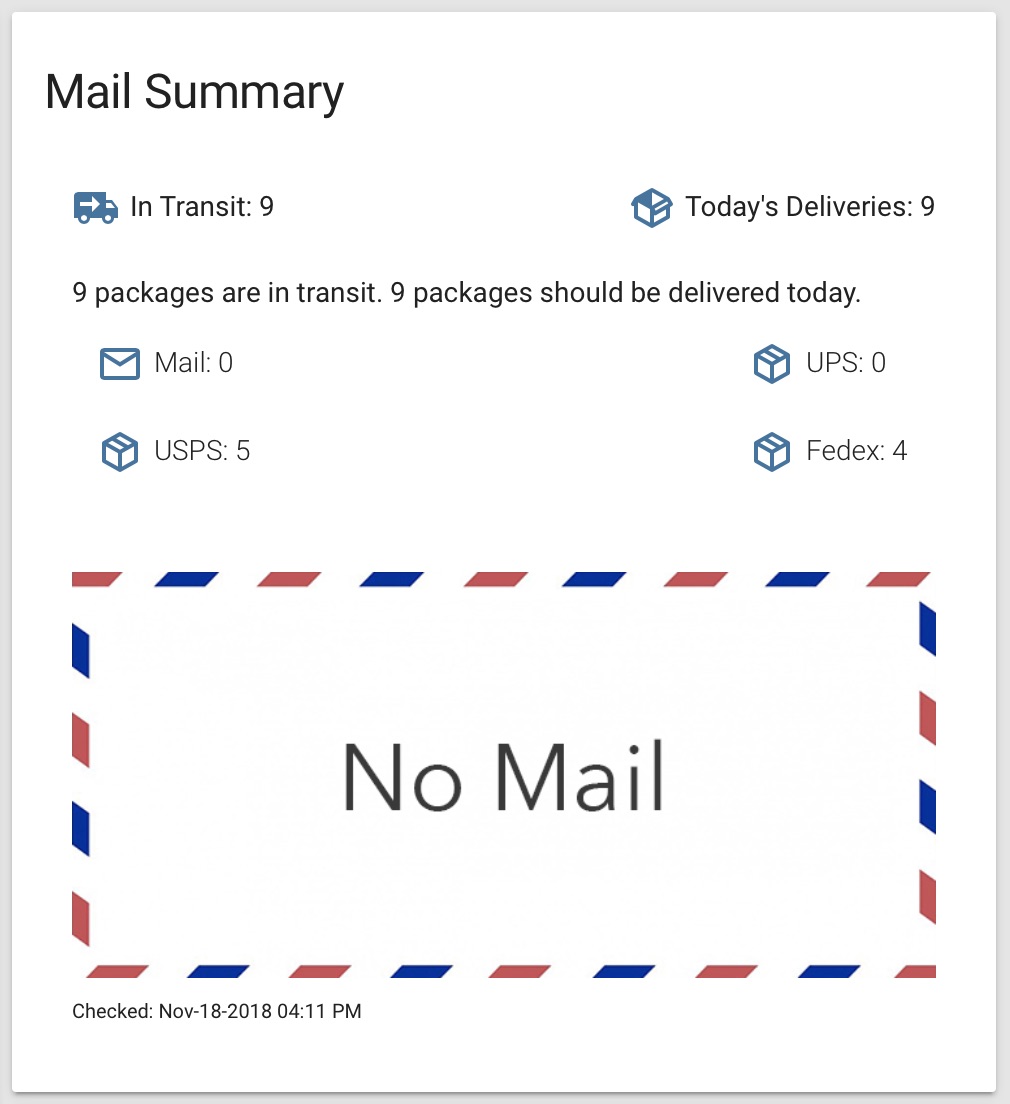 Mail Summary
In Transit: 9
Today's Deliveries: 9
9 packages are in transit. 9 packages should be delivered today.
Mail: 0
UPS: 0
USPS: 5
Fedex: 4
No Mail
Checked: Nov-18-2018 04:11 PM